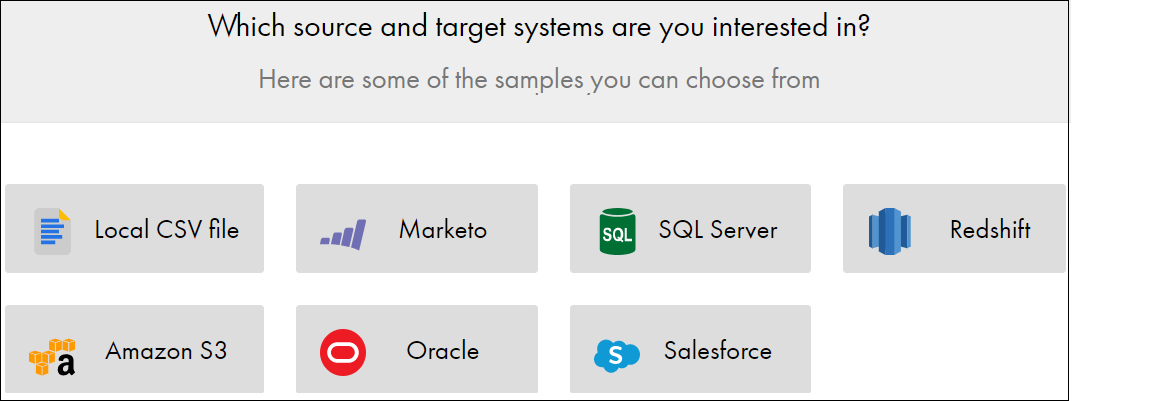 Which source and target systems are you interested in?
Here are some of the samples you can choose from
Local CSV file
Marketo
SQL
SQL Server
Redshift
a
Amazon S3
Oracle
S
Salesforce